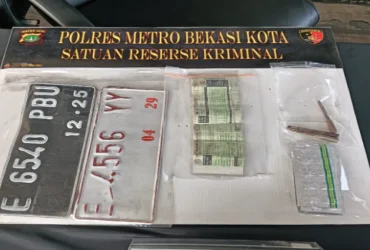 POLRES METRO BEKASI KOTA
SATUAN RESERSE KRIMINAL
E 6540 PBU
12·25
E 4556 YY
04 29